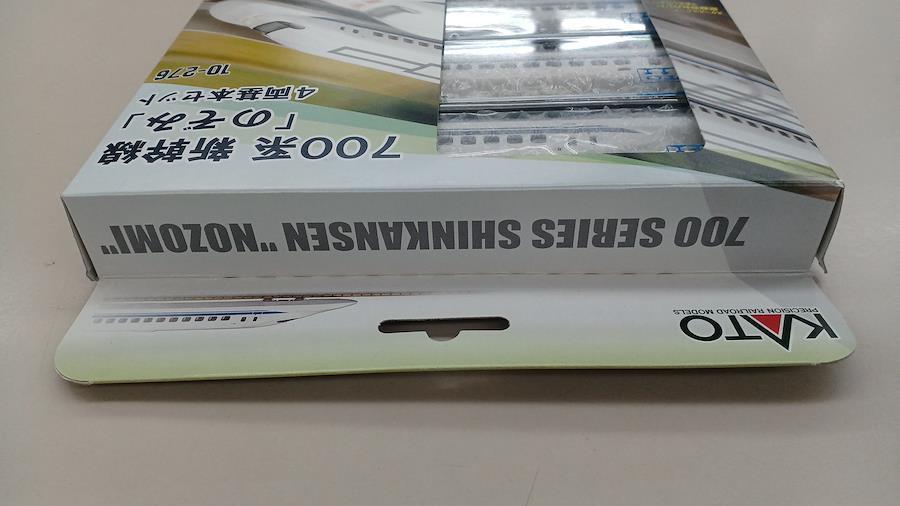 KATO
PRECISION RAILROAD MODELS
700 SERIES SHINKANSEN "NOZOMI"
700系 新幹線
「のぞみ」
4両基本セット
10-276